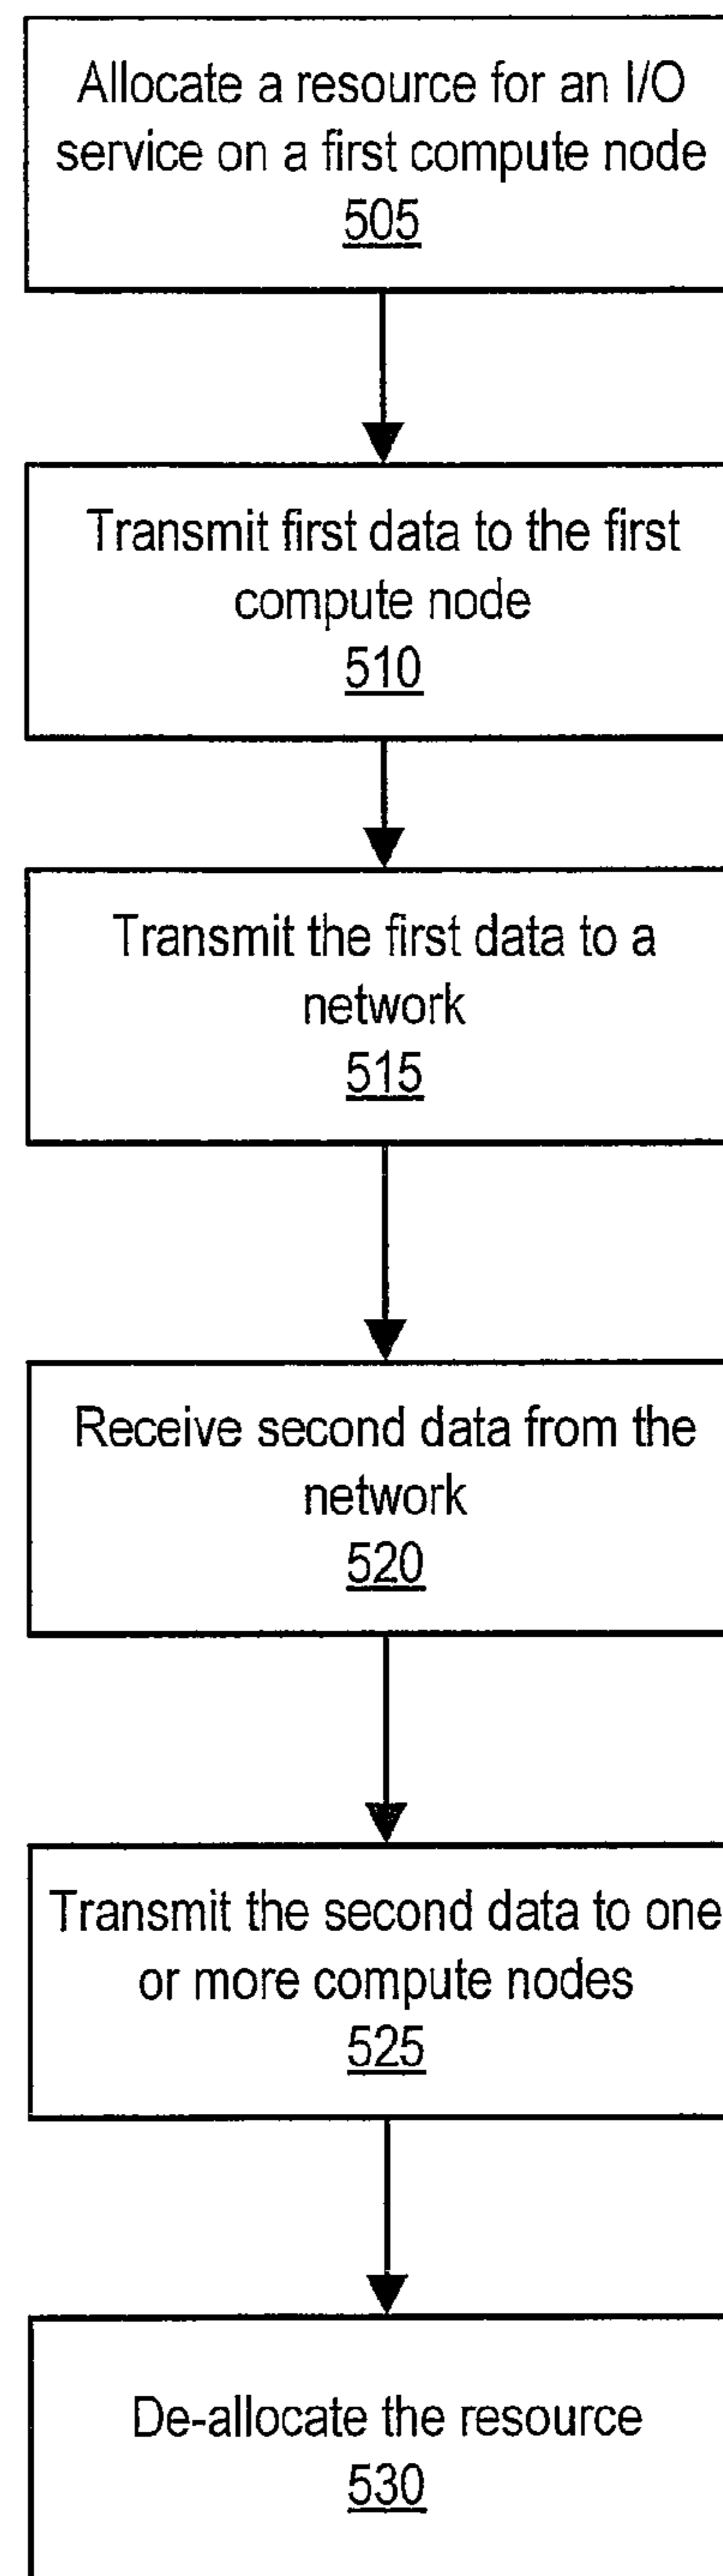 Allocate a resource for an I/O
service on a first compute node
505
Transmit first data to the first
compute node
510
Transmit the first data to a
network
515
Receive second data from the
network
520
Transmit the second data to one
or more compute nodes
525
De-allocate the resource
530